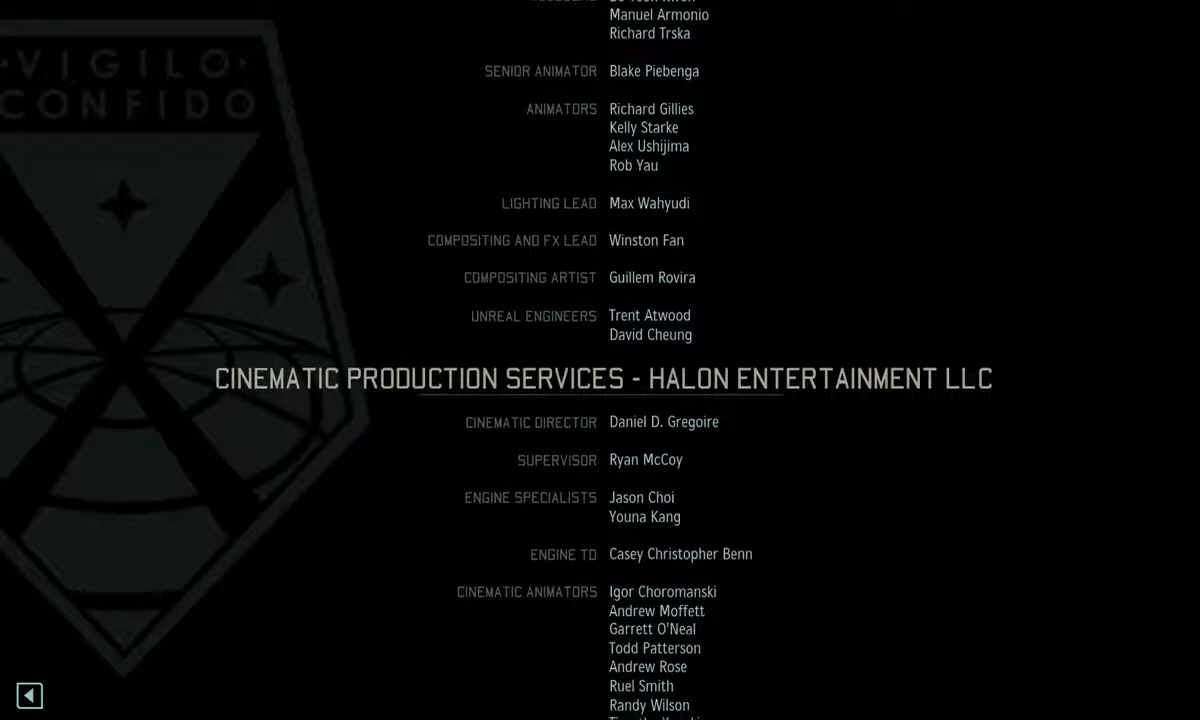 VIGILO
CONFIDO
Manuel Armonio
Richard Trska
SENIOR ANIMATOR Blake Piebenga
ANIMATORS Richard Gillies
Kelly Starke
Alex Ushijima
Rob Yau
LIGHTING LEAD Max Wahyudi
COMPOSITING AND FX LEAD Winston Fan
COMPOSITING ARTIST Guillem Rovira
UNREAL ENGINEERS Trent Atwood
David Cheung
CINEMATIC PRODUCTION SERVICES - HALON ENTERTAINMENT LLC
CINEMATIC DIRECTOR Daniel D. Gregoire
SUPERVISOR Ryan McCoy
ENGINE SPECIALISTS Jason Choi
Youna Kang
ENGINE TD Casey Christopher Benn
CINEMATIC ANIMATORS Igor Choromanski
Andrew Moffett
Garrett O'Neal
Todd Patterson
Andrew Rose
Ruel Smith
Randy Wilson